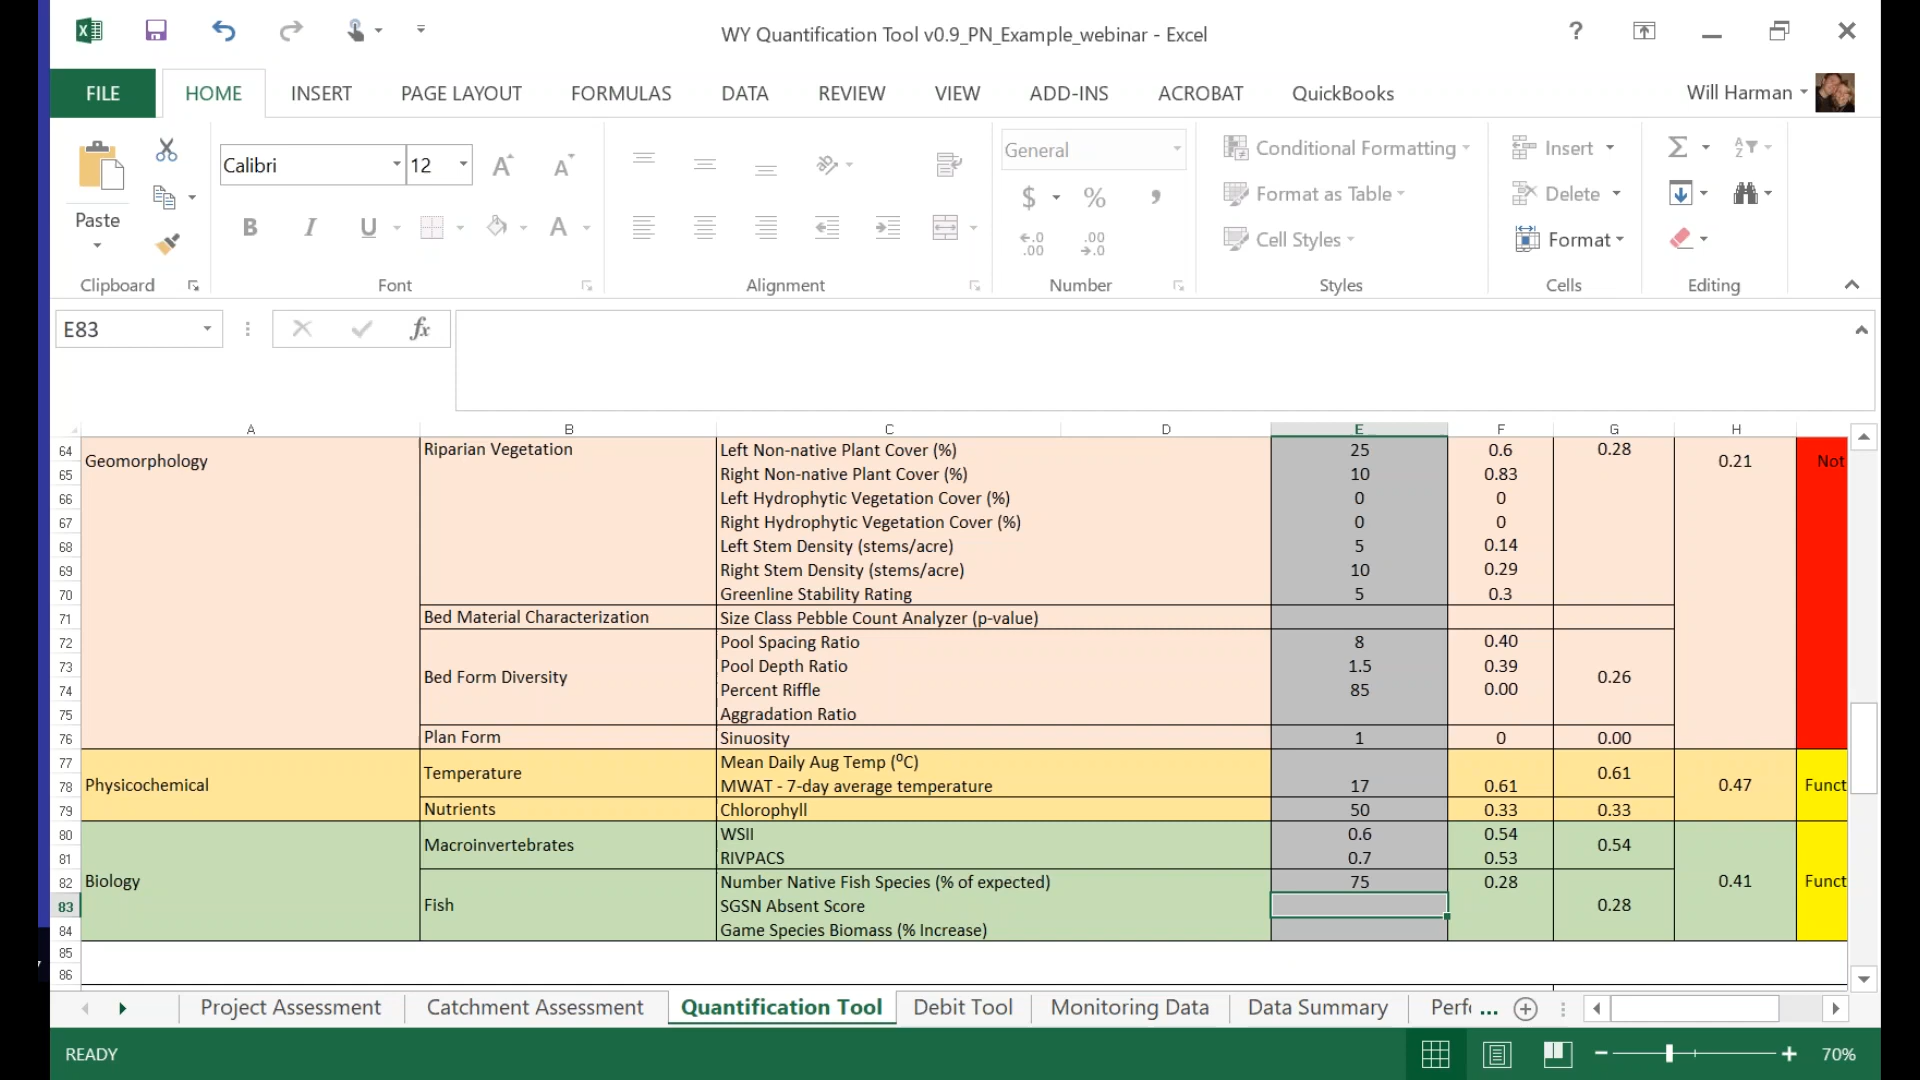 WY Quantification Tool v0.9_PN_Example_webinar - Excel
?
FILE HOME INSERT PAGE LAYOUT FORMULAS DATA REVIEW VIEW ADD-INS ACROBAT QuickBooks Will Harman
Calibri 12 General Conditional Formatting Insert
Paste B I U A $ % , Format as Table Delete
Cell Styles Format
Clipboard Font Alignment Number Styles Cells Editing
E83 fx
A B C D E F G H
64 Geomorphology Riparian Vegetation Left Non-native Plant Cover (%) 25 0.6 0.28 0.21 Not
65 Right Non-native Plant Cover (%) 10 0.83
66 Left Hydrophytic Vegetation Cover (%) 0 0
67 Right Hydrophytic Vegetation Cover (%) 0 0
68 Left Stem Density (stems/acre) 5 0.14
69 Right Stem Density (stems/acre) 10 0.29
70 Greenline Stability Rating 5 0.3
71 Bed Material Characterization Size Class Pebble Count Analyzer (p-value)
72 Pool Spacing Ratio 8 0.40
73 Bed Form Diversity Pool Depth Ratio 1.5 0.39 0.26
74 Percent Riffle 85 0.00
75 Aggradation Ratio
76 Plan Form Sinuosity 1 0 0.00
77 Physicochemical Temperature Mean Daily Aug Temp (⁰C) 0.61 0.47 Funct
78 MWAT - 7-day average temperature 17 0.61
79 Nutrients Chlorophyll 50 0.33 0.33
80 Macroinvertebrates WSII 0.6 0.54 0.54
81 RIVPACS 0.7 0.53
82 Biology Number Native Fish Species (% of expected) 75 0.28 0.41 Funct
83 Fish SGSN Absent Score 0.28
84 Game Species Biomass (% Increase)
85
86
Project Assessment Catchment Assessment Quantification Tool Debit Tool Monitoring Data Data Summary Perf ...
READY 70%